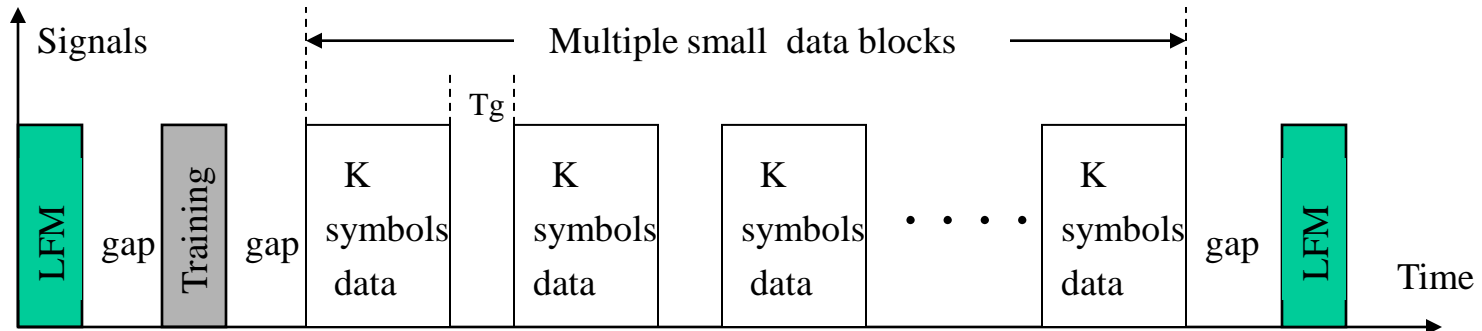 Signals
Multiple small data blocks
Tg
LFM
gap
Training
gap
K
symbols
data
K
symbols
data
K
symbols
data
K
symbols
data
gap
LFM
Time